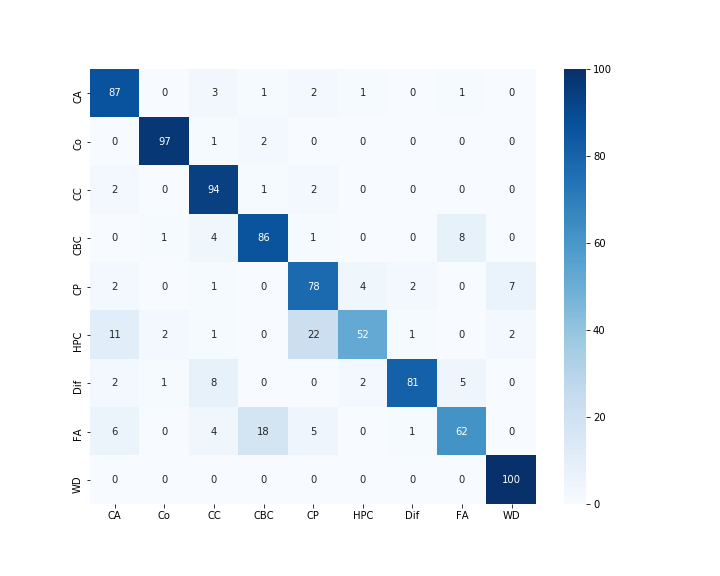 CA 87 0 3 1 2 1 0 1 0
Co 0 97 1 2 0 0 0 0 0
CC 2 0 94 1 2 0 0 0 0
CBC 0 1 4 86 1 0 0 8 0
CP 2 0 1 0 78 4 2 0 7
HPC 11 2 1 0 22 52 1 0 2
Dif 2 1 8 0 0 2 81 5 0
FA 6 0 4 18 5 0 1 62 0
WD 0 0 0 0 0 0 0 0 100
CA Co CC CBC CP HPC Dif FA WD
100
80
60
40
20
0